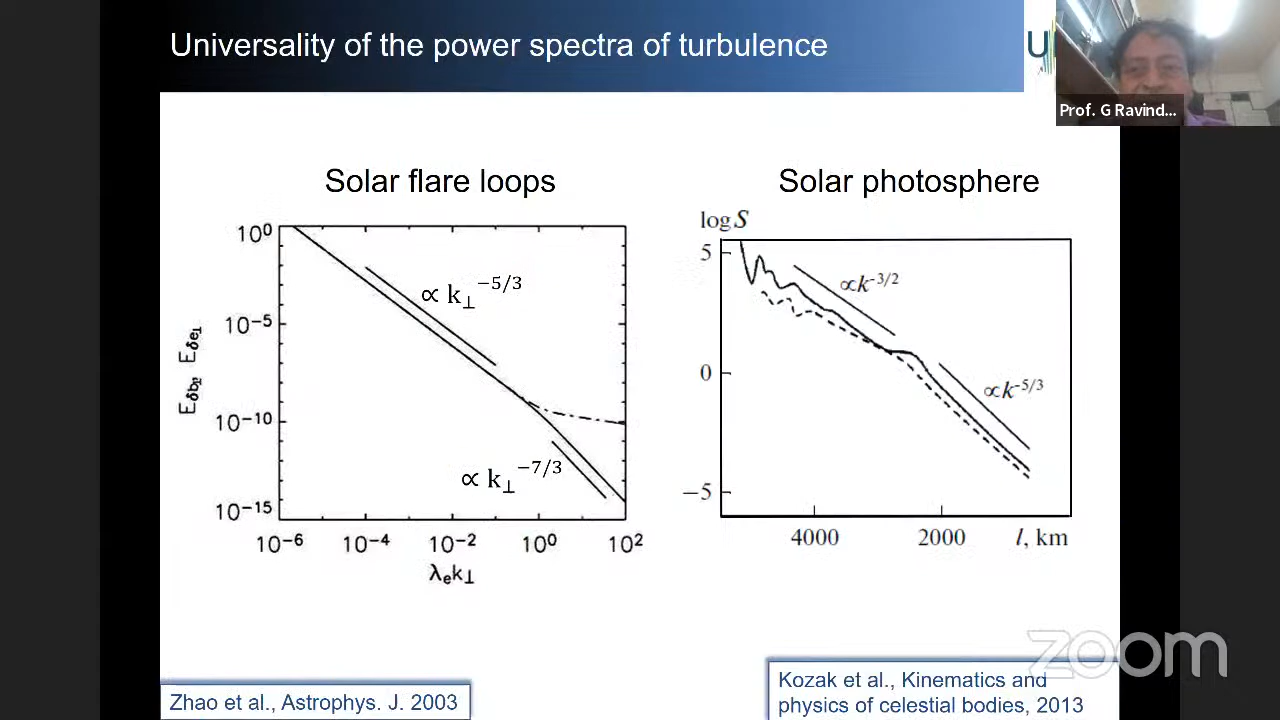 Universality of the power spectra of turbulence
U
Prof. G Ravind...
Solar flare loops
10⁰
10⁻⁵
10⁻¹⁰
10⁻¹⁵
E_δb⊥ E_δe⊥
∝ k⊥⁻⁵/³
∝ k⊥⁻⁷/³
10⁻⁶ 10⁻⁴ 10⁻² 10⁰ 10²
λₑk⊥
Solar photosphere
log S
5
0
−5
∝k⁻³/²
∝k⁻⁵/³
4000 2000 l, km
Zhao et al., Astrophys. J. 2003
Kozak et al., Kinematics and
physics of celestial bodies, 2013
zoom